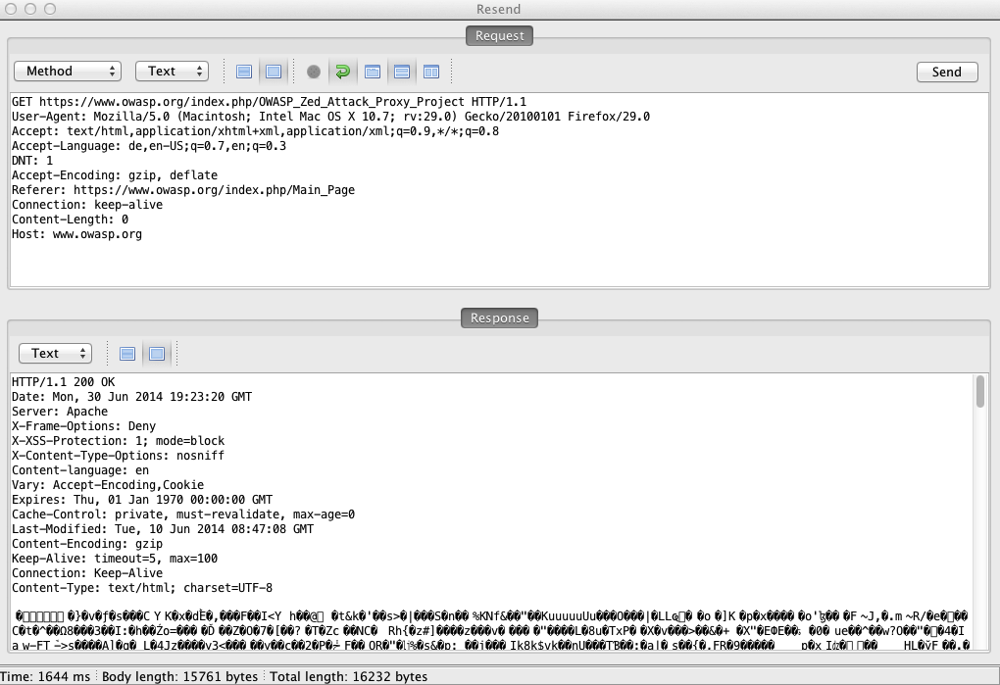 Resend
Request
Method Text Send
GET https://www.owasp.org/index.php/OWASP_Zed_Attack_Proxy_Project HTTP/1.1
User-Agent: Mozilla/5.0 (Macintosh; Intel Mac OS X 10.7; rv:29.0) Gecko/20100101 Firefox/29.0
Accept: text/html,application/xhtml+xml,application/xml;q=0.9,*/*;q=0.8
Accept-Language: de,en-US;q=0.7,en;q=0.3
DNT: 1
Accept-Encoding: gzip, deflate
Referer: https://www.owasp.org/index.php/Main_Page
Connection: keep-alive
Content-Length: 0
Host: www.owasp.org
Response
Text
HTTP/1.1 200 OK
Date: Mon, 30 Jun 2014 19:23:20 GMT
Server: Apache
X-Frame-Options: Deny
X-XSS-Protection: 1; mode=block
X-Content-Type-Options: nosniff
Content-language: en
Vary: Accept-Encoding,Cookie
Expires: Thu, 01 Jan 1970 00:00:00 GMT
Cache-Control: private, must-revalidate, max-age=0
Last-Modified: Tue, 10 Jun 2014 08:47:08 GMT
Content-Encoding: gzip
Keep-Alive: timeout=5, max=100
Connection: Keep-Alive
Content-Type: text/html; charset=UTF-8
Time: 1644 ms Body length: 15761 bytes Total length: 16232 bytes